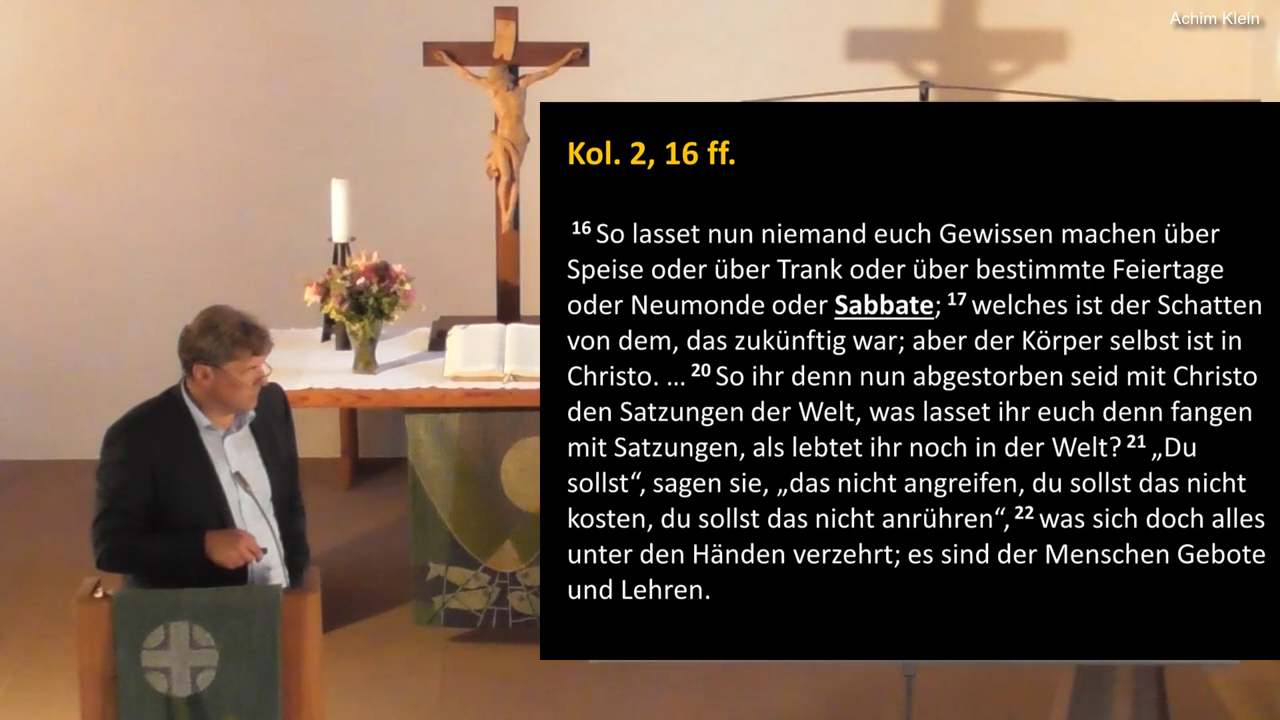 Achim Klein
Kol. 2, 16 ff.
16 So lasset nun niemand euch Gewissen machen über
Speise oder über Trank oder über bestimmte Feiertage
oder Neumonde oder Sabbate; 17 welches ist der Schatten
von dem, das zukünftig war; aber der Körper selbst ist in
Christo. ... 20 So ihr denn nun abgestorben seid mit Christo
den Satzungen der Welt, was lasset ihr euch denn fangen
mit Satzungen, als lebtet ihr noch in der Welt? 21 „Du
sollst“, sagen sie, „das nicht angreifen, du sollst das nicht
kosten, du sollst das nicht anrühren“, 22 was sich doch alles
unter den Händen verzehrt; es sind der Menschen Gebote
und Lehren.